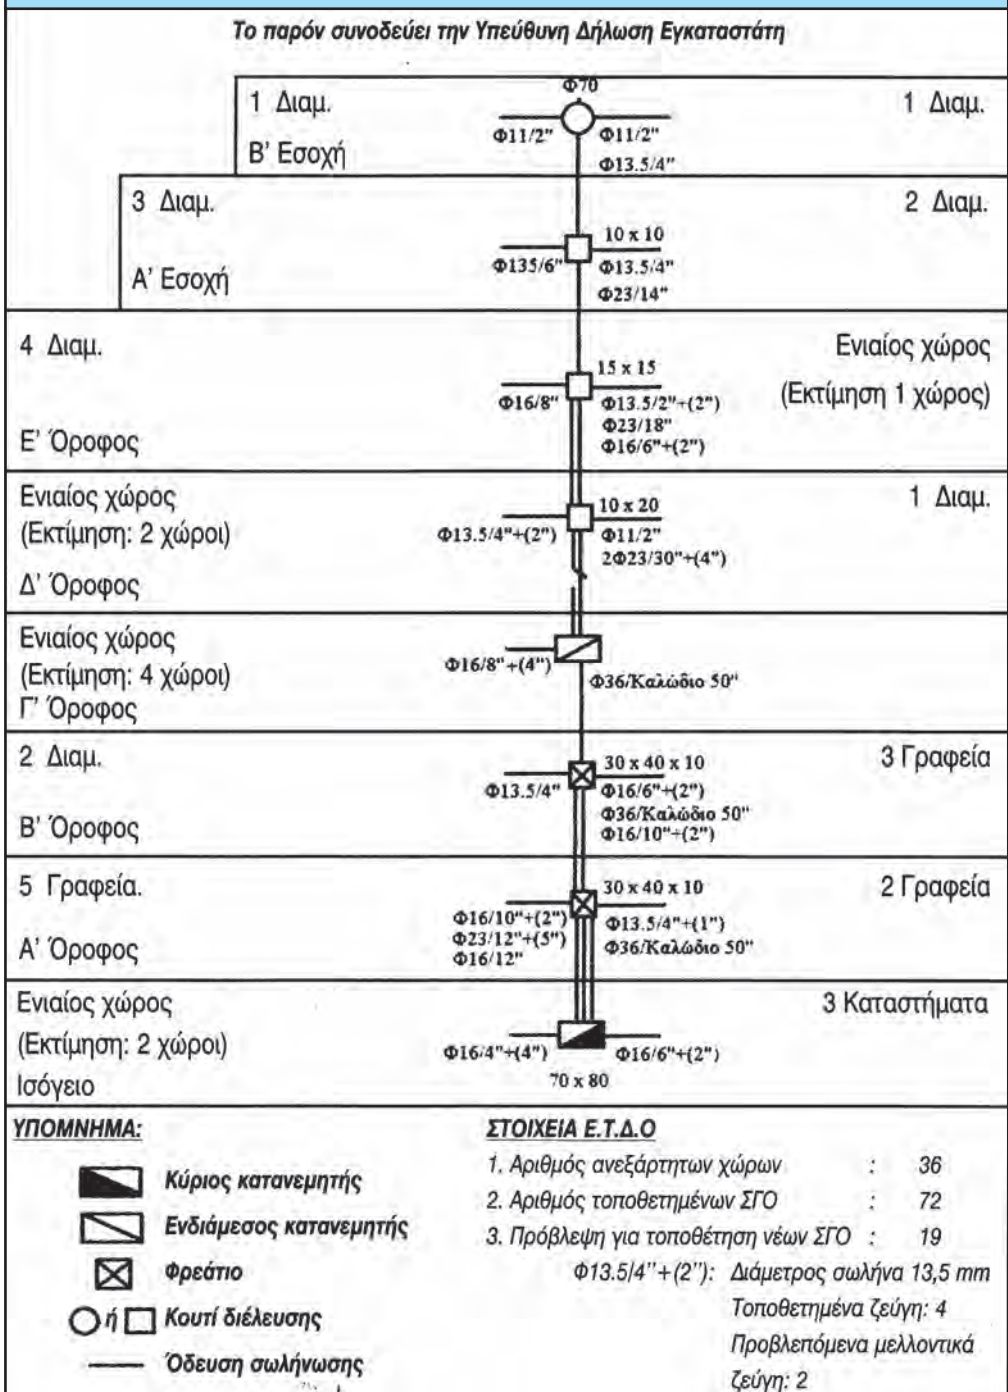 Το παρόν συνοδεύει την Υπεύθυνη Δήλωση Εγκαταστάτη
Φ70
1 Διαμ.
1 Διαμ.
Φ11/2"
Φ11/2"
Β' Εσοχή
Φ13.5/4"
3 Διαμ.
2 Διαμ.
10 x 10
Φ135/6"
Φ13.5/4"
Α' Εσοχή
Φ23/14"
4 Διαμ.
Ενιαίος χώρος
15 x 15
(Εκτίμηση 1 χώρος)
Φ16/8"
Φ13.5/2"+(2")
Φ23/18"
Ε' Όροφος
Φ16/6"+(2")
Ενιαίος χώρος
1 Διαμ.
10 x 20
(Εκτίμηση: 2 χώροι)
Φ13.5/4"+(2")
Φ11/2"
2Φ23/30"+(4")
Δ' Όροφος
Ενιαίος χώρος
(Εκτίμηση: 4 χώροι)
Φ16/8"+(4")
Φ36/Καλώδιο 50"
Γ' Όροφος
2 Διαμ.
30 x 40 x 10
3 Γραφεία
Φ13.5/4"
Φ16/6"+(2")
Φ36/Καλώδιο 50"
Β' Όροφος
Φ16/10"+(2")
5 Γραφεία.
30 x 40 x 10
2 Γραφεία
Φ16/10"+(2")
Φ13.5/4"+(1")
Φ23/12"+(5")
Φ36/Καλώδιο 50"
Α' Όροφος
Φ16/12"
Ενιαίος χώρος
3 Καταστήματα
(Εκτίμηση: 2 χώροι)
Φ16/4"+(4")
Φ16/6"+(2")
Ισόγειο
70 x 80
ΥΠΟΜΝΗΜΑ:
Κύριος κατανεμητής
Ενδιάμεσος κατανεμητής
Φρεάτιο
ή Κουτί διέλευσης
Όδευση σωλήνωσης
ΣΤΟΙΧΕΙΑ Ε.Τ.Δ.Ο
1. Αριθμός ανεξάρτητων χώρων : 36
2. Αριθμός τοποθετημένων ΣΓΟ : 72
3. Πρόβλεψη για τοποθέτηση νέων ΣΓΟ : 19
Φ13.5/4"+(2"): Διάμετρος σωλήνα 13,5 mm
Τοποθετημένα ζεύγη: 4
Προβλεπόμενα μελλοντικά
ζεύγη: 2